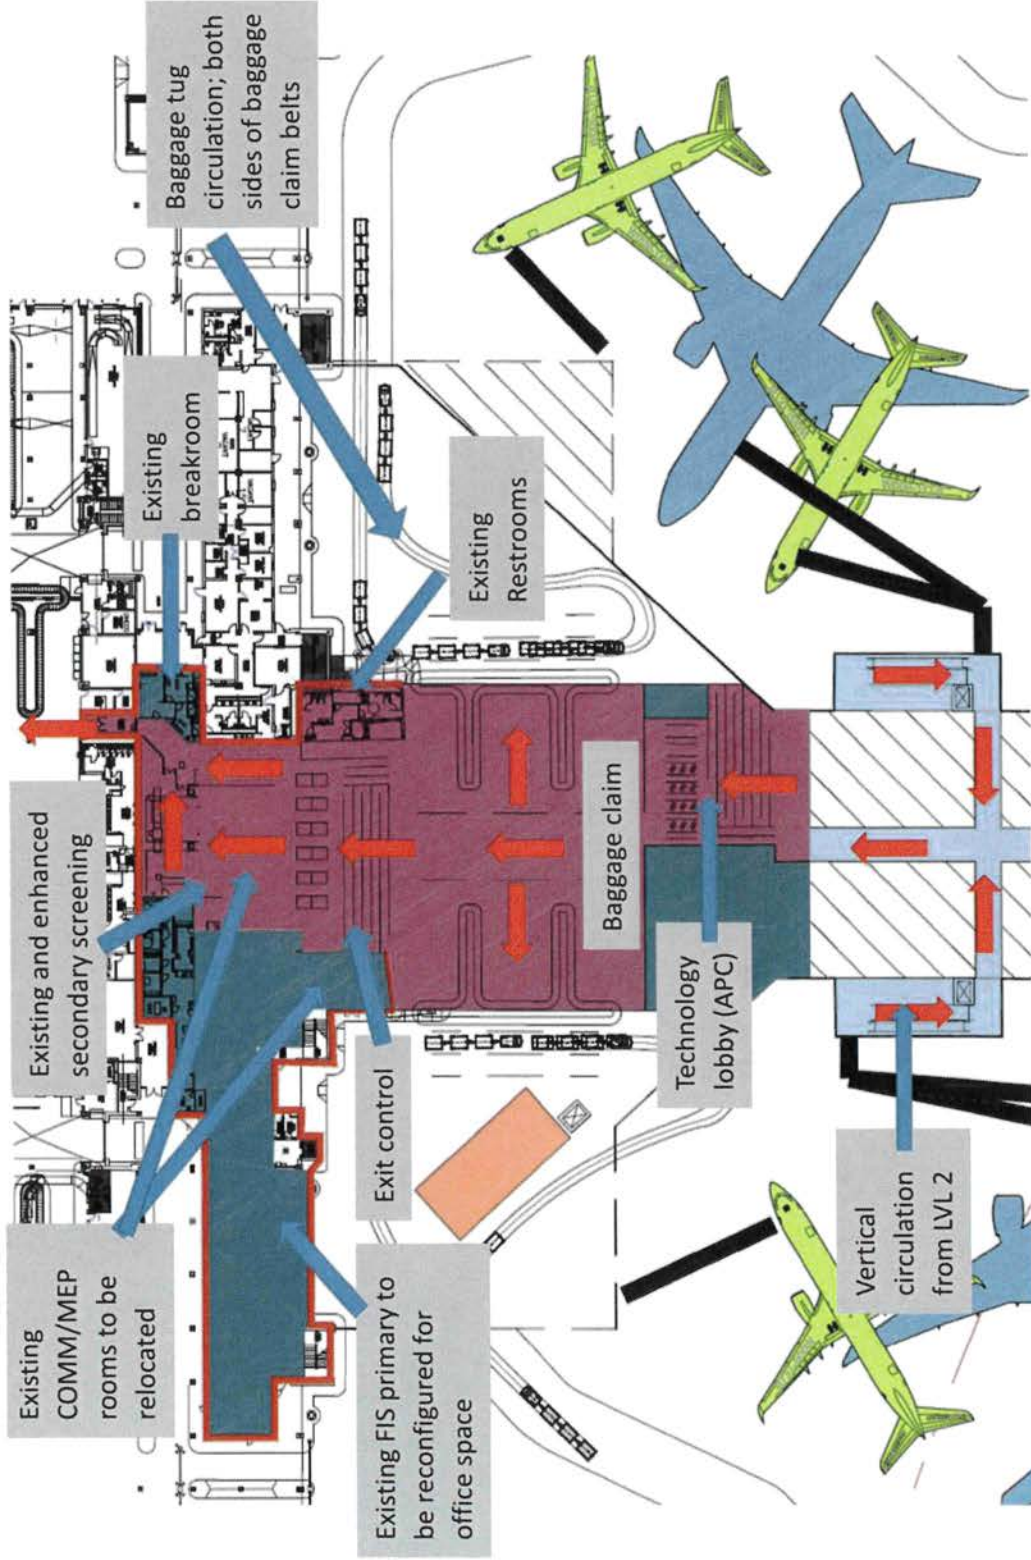 Existing
COMM/MEP
rooms to be
relocated
Existing and enhanced
secondary screening
Existing
breakroom
Baggage tug
circulation; both
sides of baggage
claim belts
Existing FIS primary to
be reconfigured for
office space
Exit control
Existing
Restrooms
Baggage claim
Technology
lobby (APC)
Vertical
circulation
from LVL 2